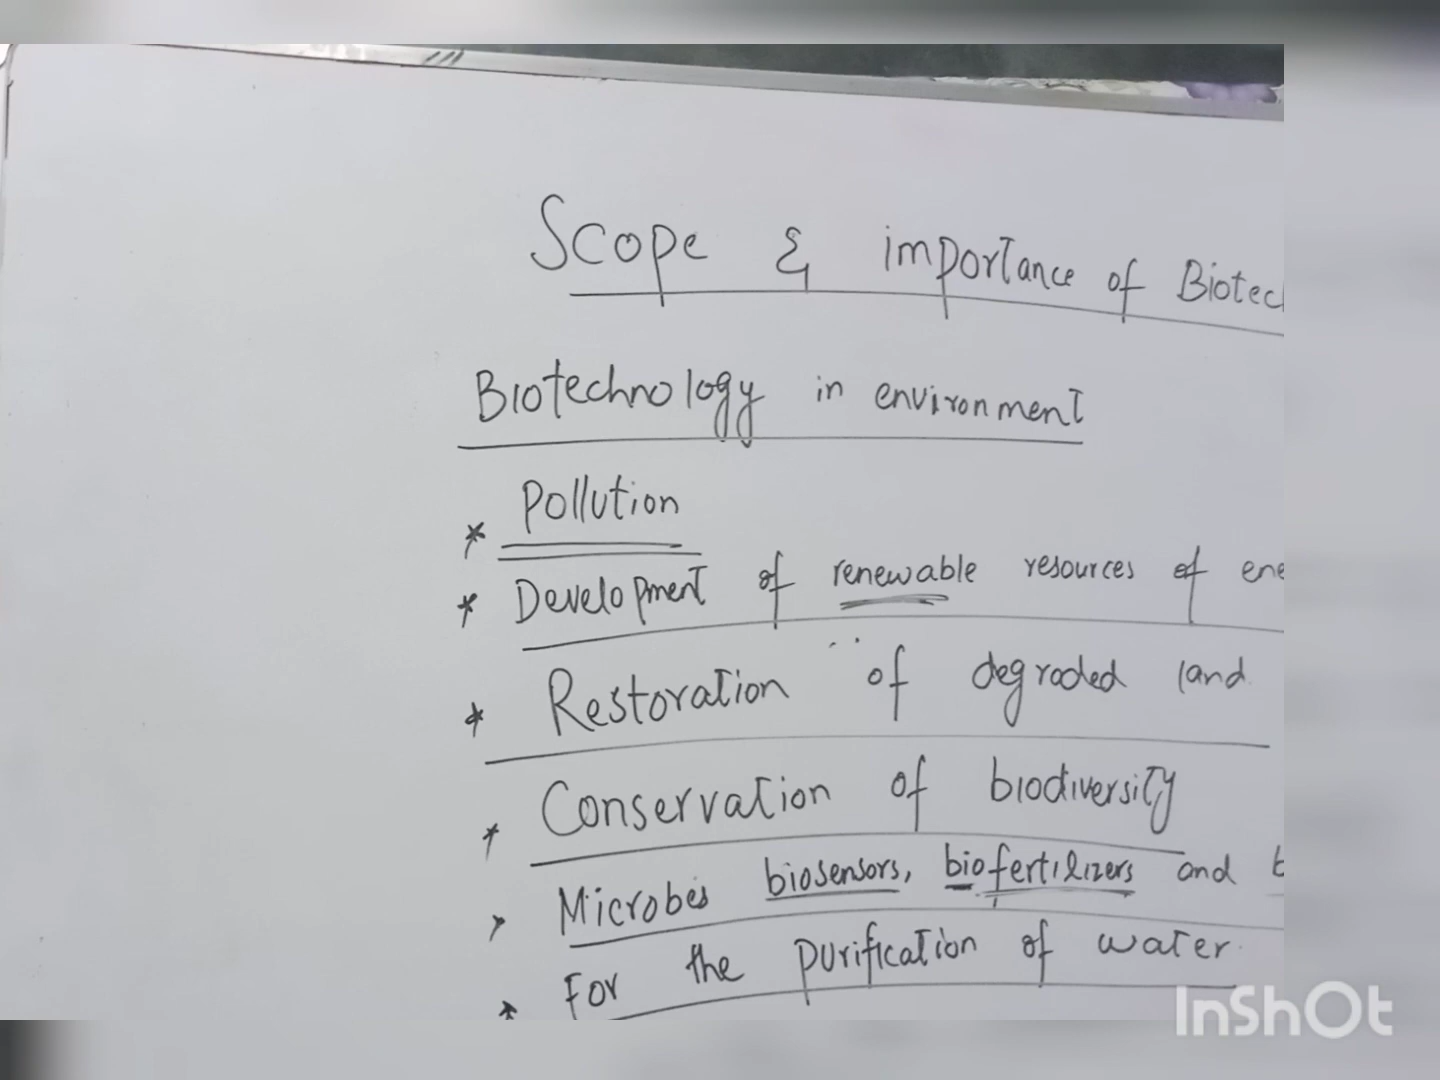 Scope & importance of Biotec
Biotechnology in environment
* Pollution
* Development of renewable resources of ene
* Restoration of degraded land
* Conservation of biodiversity
* Microbes biosensors, biofertilizers and b
* For the purification of water.
InShOt